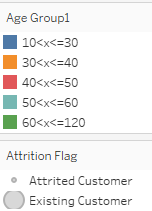 Age Group1
10<x<=30
30<x<=40
40<x<=50
50<x<=60
60<x<=120
Attrition Flag
Attrited Customer
Existing Customer